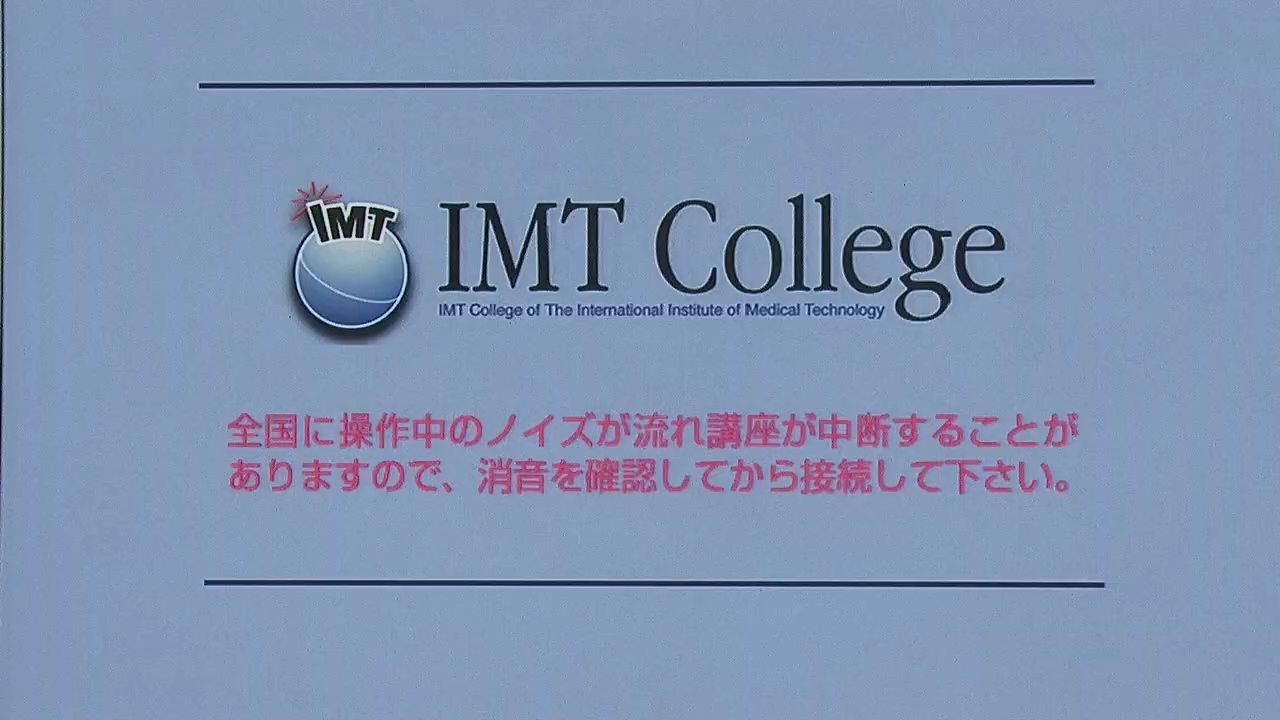 IMT
IMT College
IMT College of The International Institute of Medical Technology
全国に操作中のノイズが流れ講座が中断することが
ありますので、消音を確認してから接続して下さい。